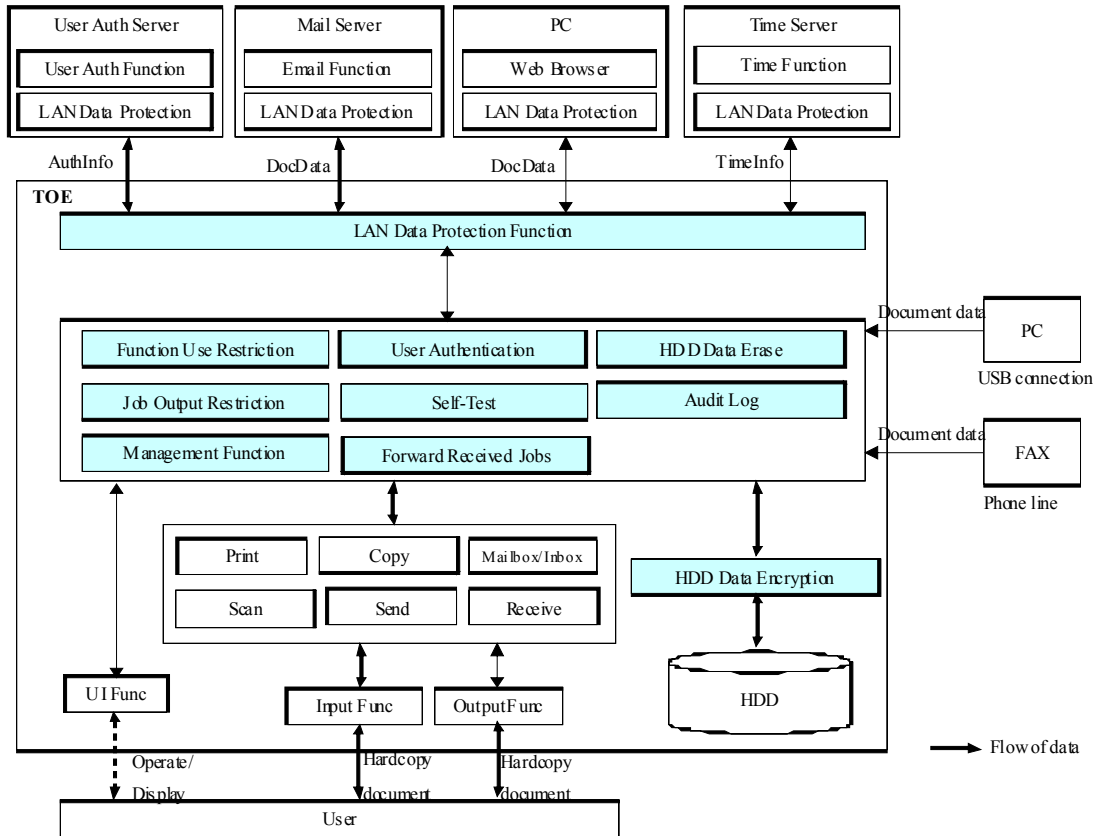 User Auth Server
Mail Server
PC
Time Server
User Auth Function
Email Function
Web Browser
Time Function
LAN Data Protection
LAN Data Protection
LAN Data Protection
LAN Data Protection
AuthInfo
DocData
DocData
TimeInfo
TOE
LAN Data Protection Function
Document data
PC
USB connection
Function Use Restriction
User Authentication
HDD Data Erase
Job Output Restriction
Self-Test
Audit Log
Management Function
Forward Received Jobs
Document data
FAX
Phone line
Print
Copy
Mailbox/Inbox
Scan
Send
Receive
HDD Data Encryption
HDD
UI Func
Input Func
Output Func
Flow of data
Operate/
Display
Hardcopy
document
Hardcopy
document
User